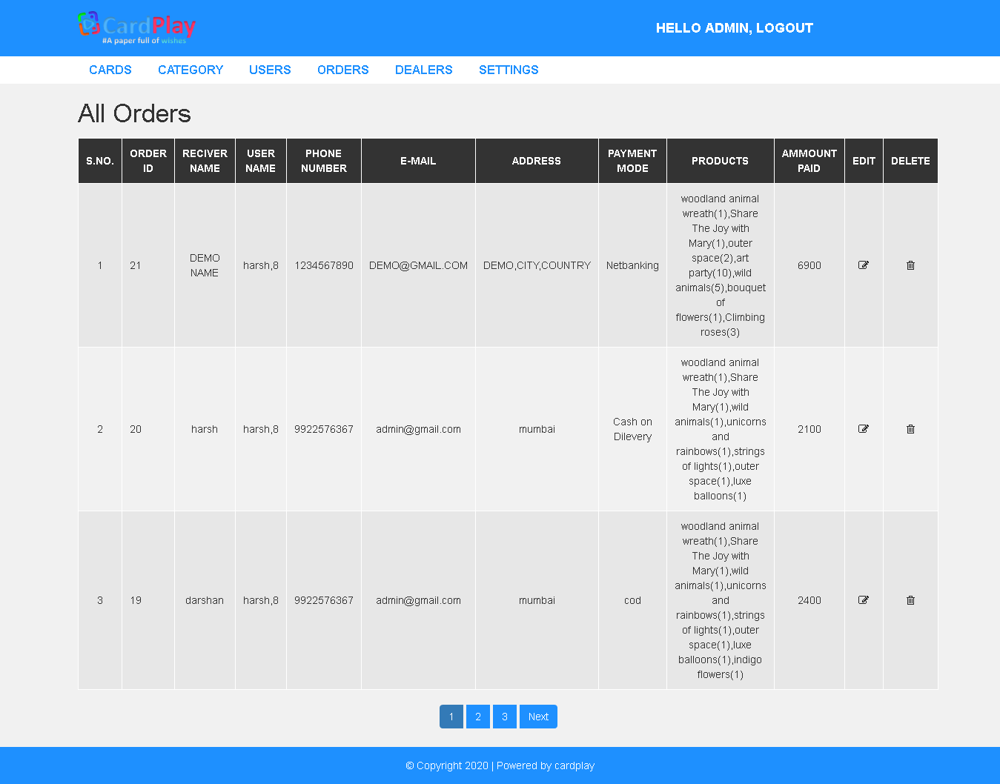 CardPlay
#A paper full of wishes
HELLO ADMIN, LOGOUT
CARDS CATEGORY USERS ORDERS DEALERS SETTINGS
All Orders
S.NO.
ORDER
ID
RECIVER
NAME
USER
NAME
PHONE
NUMBER
E-MAIL
ADDRESS
PAYMENT
MODE
PRODUCTS
AMMOUNT
PAID
EDIT
DELETE
1
21
DEMO
NAME
harsh,8
1234567890
DEMO@GMAIL.COM
DEMO,CITY,COUNTRY
Netbanking
woodland animal
wreath(1),Share
The Joy with
Mary(1),outer
space(2),art
party(10),wild
animals(5),bouquet
of
flowers(1),Climbing
roses(3)
6900
2
20
harsh
harsh,8
9922576367
admin@gmail.com
mumbai
Cash on
Dilevery
woodland animal
wreath(1),Share
The Joy with
Mary(1),wild
animals(1),unicorns
and
rainbows(1),strings
of lights(1),outer
space(1),luxe
balloons(1)
2100
3
19
darshan
harsh,8
9922576367
admin@gmail.com
mumbai
cod
woodland animal
wreath(1),Share
The Joy with
Mary(1),wild
animals(1),unicorns
and
rainbows(1),strings
of lights(1),outer
space(1),luxe
balloons(1),indigo
flowers(1)
2400
1 2 3 Next
© Copyright 2020 | Powered by cardplay